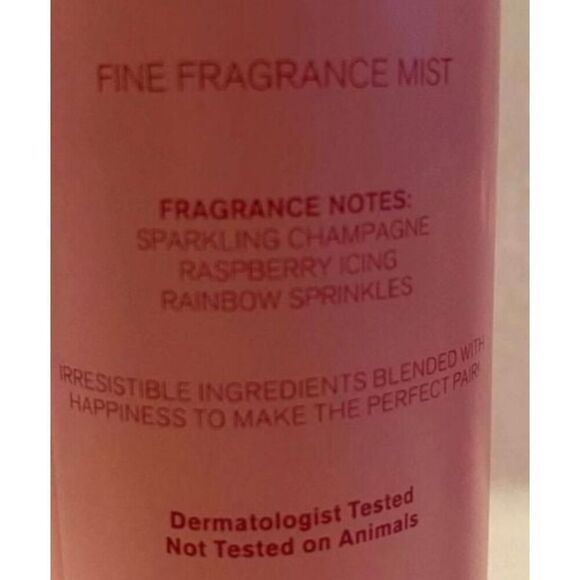 FINE FRAGRANCE MIST
FRAGRANCE NOTES:
SPARKLING CHAMPAGNE
RASPBERRY ICING
RAINBOW SPRINKLES
IRRESISTIBLE INGREDIENTS BLENDED WITH
HAPPINESS TO MAKE THE PERFECT PAIR!
Dermatologist Tested
Not Tested on Animals